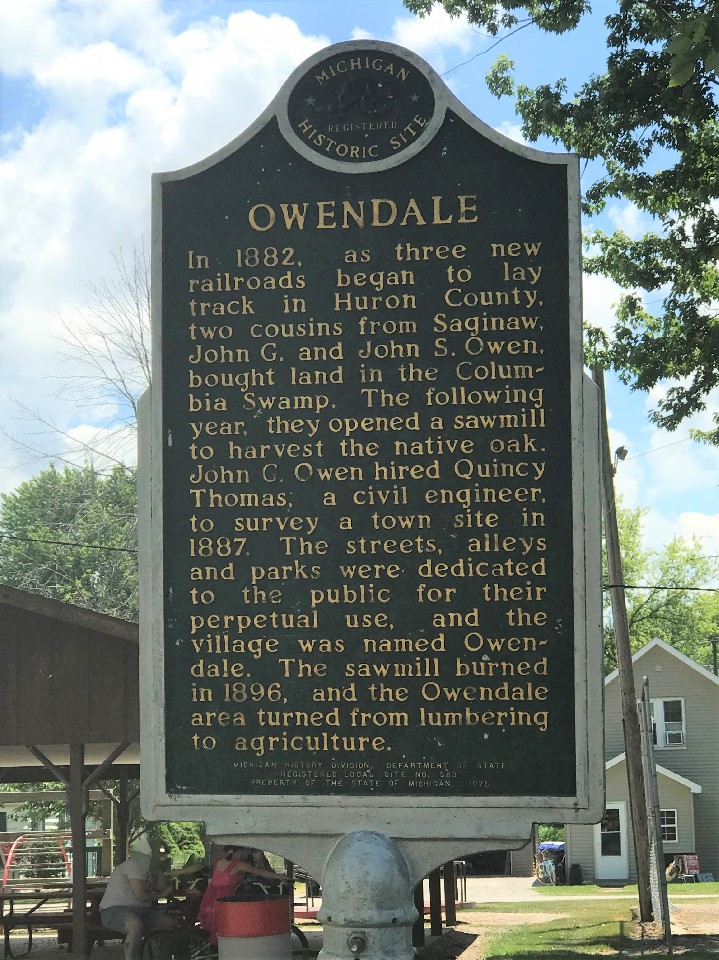 MICHIGAN
REGISTERED
HISTORIC SITE
OWENDALE
In 1882, as three new
railroads began to lay
track in Huron County,
two cousins from Saginaw,
John G. and John S. Owen,
bought land in the Colum-
bia Swamp. The following
year, they opened a sawmill
to harvest the native oak.
John G. Owen hired Quincy
Thomas, a civil engineer,
to survey a town site in
1887. The streets, alleys
and parks were dedicated
to the public for their
perpetual use, and the
village was named Owen-
dale. The sawmill burned
in 1896, and the Owendale
area turned from lumbering
to agriculture.
MICHIGAN HISTORY DIVISION, DEPARTMENT OF STATE
REGISTERED LOCAL SITE NO. 583
PROPERTY OF THE STATE OF MICHIGAN